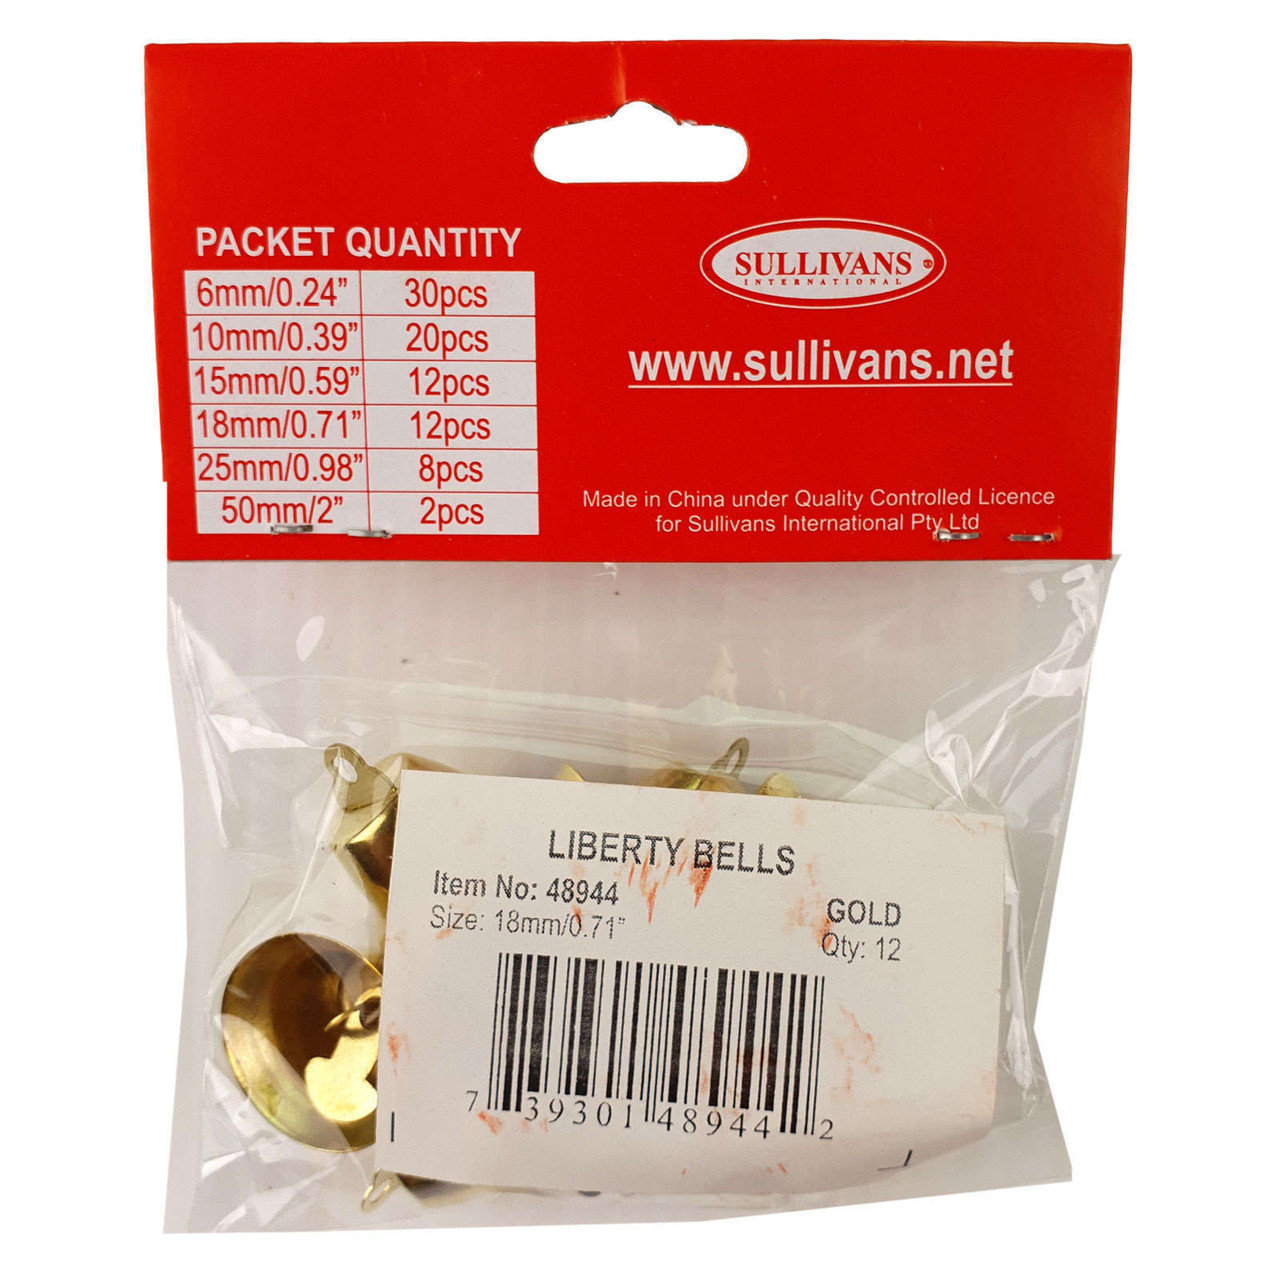 PACKET QUANTITY
6mm/0.24” 30pcs
10mm/0.39” 20pcs
15mm/0.59” 12pcs
18mm/0.71” 12pcs
25mm/0.98” 8pcs
50mm/2” 2pcs
SULLIVANS ®
INTERNATIONAL
www.sullivans.net
Made in China under Quality Controlled Licence
for Sullivans International Pty Ltd
LIBERTY BELLS
Item No: 48944
GOLD
Size: 18mm/0.71"
Qty: 12
7 39301 48944 2